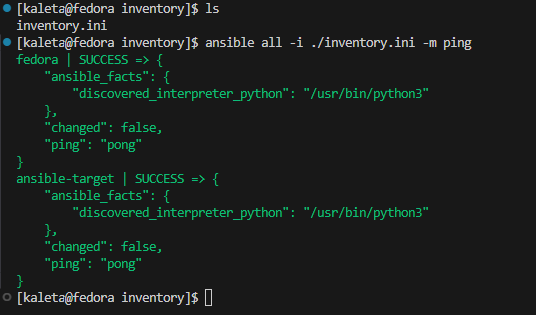 [kaleta@fedora inventory]$ ls
inventory.ini
[kaleta@fedora inventory]$ ansible all -i ./inventory.ini -m ping
fedora | SUCCESS => {
    "ansible_facts": {
        "discovered_interpreter_python": "/usr/bin/python3"
    },
    "changed": false,
    "ping": "pong"
}
ansible-target | SUCCESS => {
    "ansible_facts": {
        "discovered_interpreter_python": "/usr/bin/python3"
    },
    "changed": false,
    "ping": "pong"
}
[kaleta@fedora inventory]$